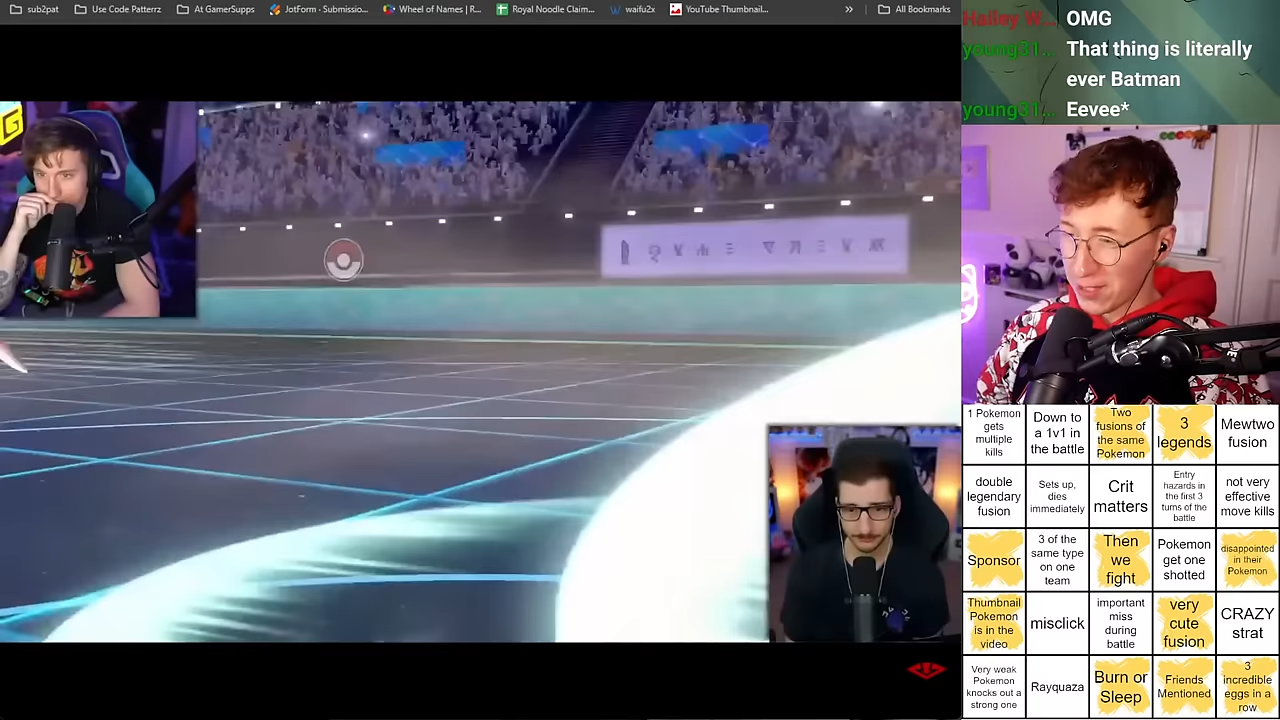 sub2pat
Use Code Patterrz
At GamerSupps
JotForm - Submissio...
Wheel of Names | R...
Royal Noodle Claim...
waifu2x
YouTube Thumbnail...
»
All Bookmarks
Hailey W... OMG
young31... That thing is literally
ever Batman
young31... Eevee*
G
1 Pokemon
gets
multiple
kills
Down to
a 1v1 in
the battle
Two
fusions of
the same
Pokemon
3
legends
Mewtwo
fusion
double
legendary
fusion
Sets up,
dies
immediately
Crit
matters
Entry
hazards in
the first 3
turns of the
battle
not very
effective
move kills
Sponsor
3 of the
same type
on one
team
Then
we
fight
Pokemon
get one
shotted
disappointed
in their
Pokemon
Thumbnail
Pokemon
is in the
video
misclick
important
miss
during
battle
very
cute
fusion
CRAZY
strat
Very weak
Pokemon
knocks out a
strong one
Rayquaza
Burn or
Sleep
Friends
Mentioned
3
incredible
eggs in a
row